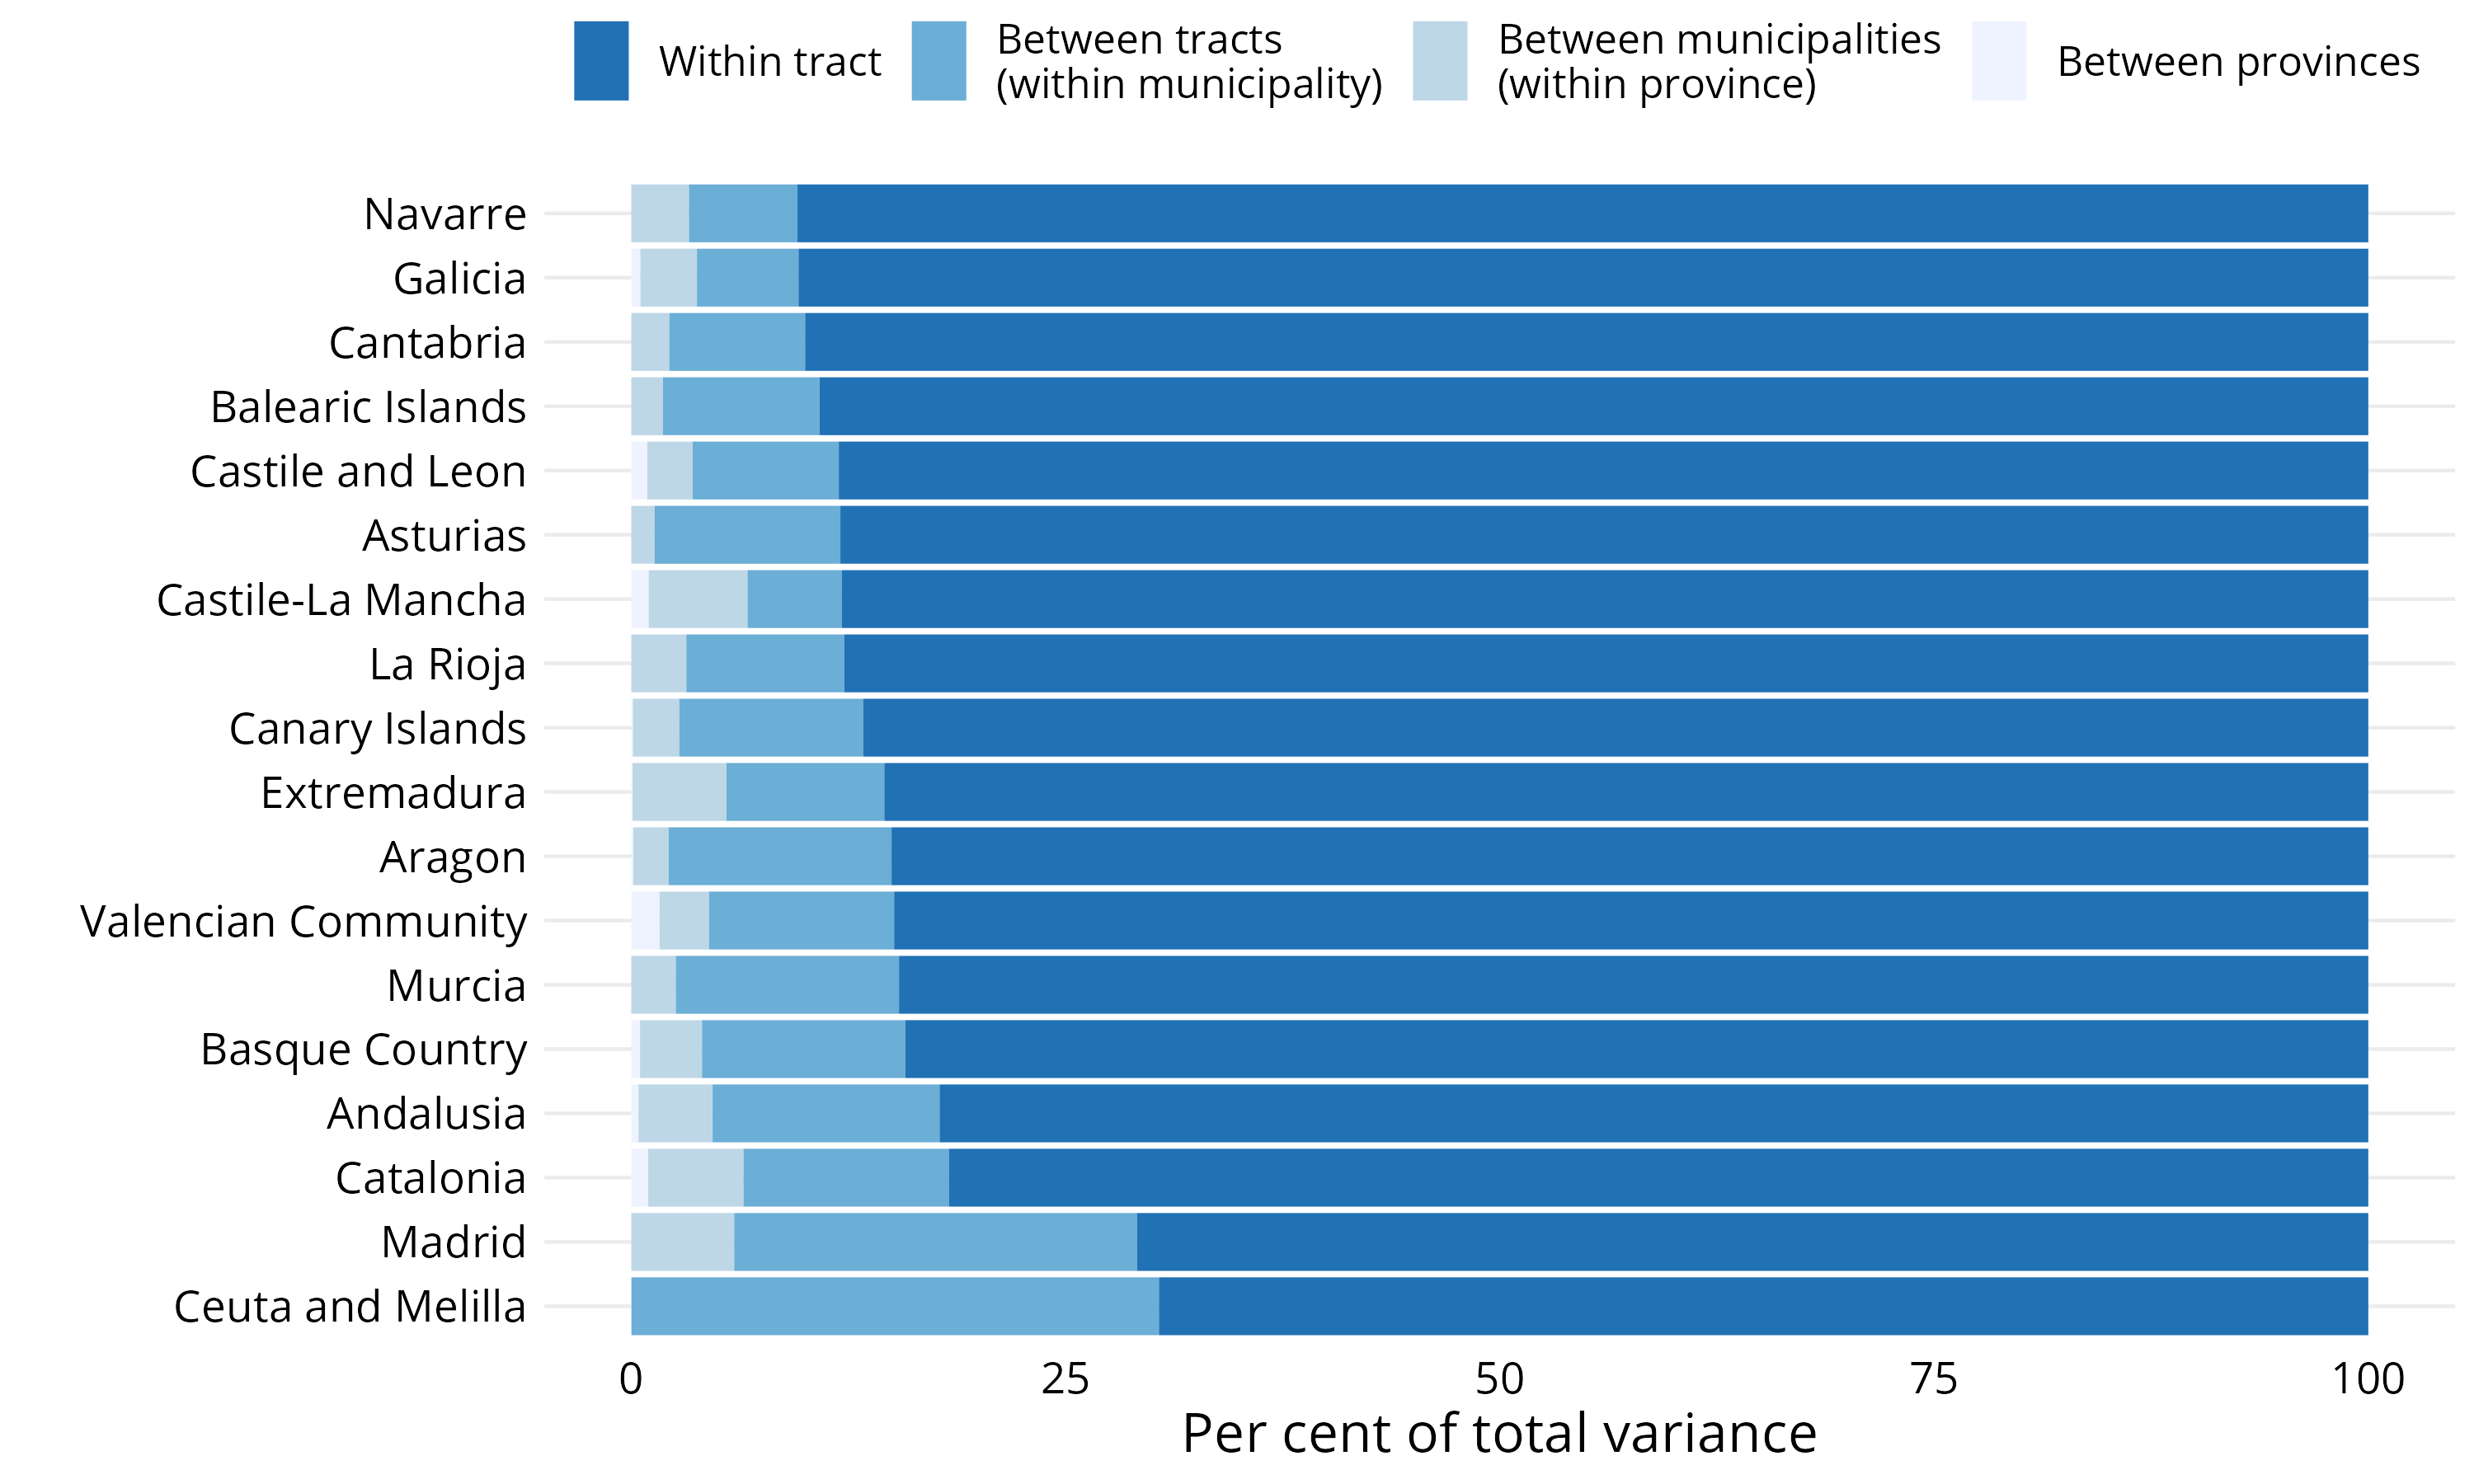 Within tract
Between tracts
(within municipality)
Between municipalities
(within province)
Between provinces
Navarre
Galicia
Cantabria
Balearic Islands
Castile and Leon
Asturias
Castile-La Mancha
La Rioja
Canary Islands
Extremadura
Aragon
Valencian Community
Murcia
Basque Country
Andalusia
Catalonia
Madrid
Ceuta and Melilla
0 25 50 75 100
Per cent of total variance